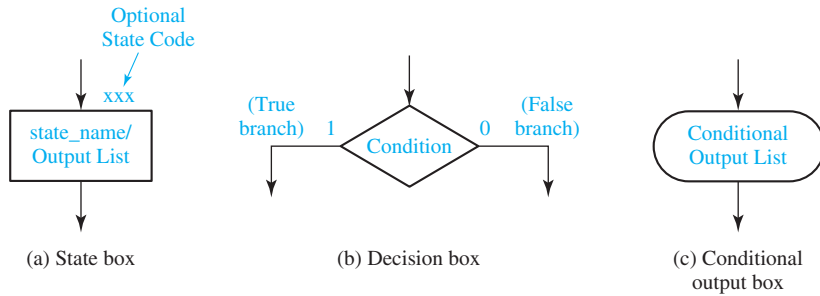 Optional
State Code
xxx
state_name/
Output List
(a) State box
(True
branch)
1
Condition
0
(False
branch)
(b) Decision box
Conditional
Output List
(c) Conditional
output box